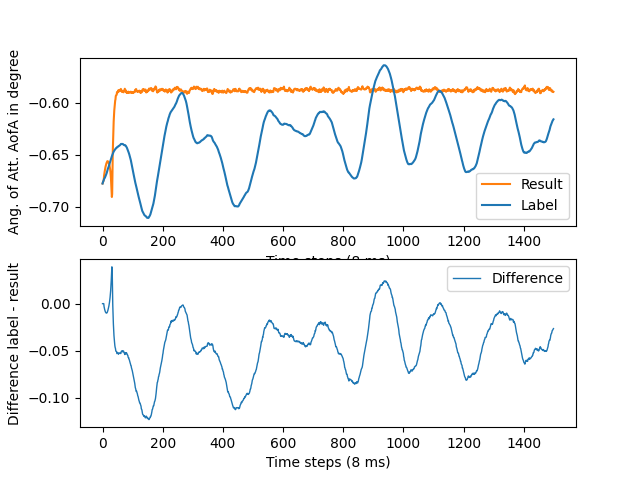 Ang. of Att. AofA in degree
−0.60
−0.65
−0.70
Result
Label
0 200 400 600 800 1000 1200 1400
Time steps (8 ms)
Difference label - result
0.00
−0.05
−0.10
Difference
0 200 400 600 800 1000 1200 1400
Time steps (8 ms)